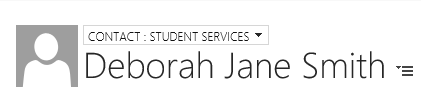 CONTACT : STUDENT SERVICES
Deborah Jane Smith